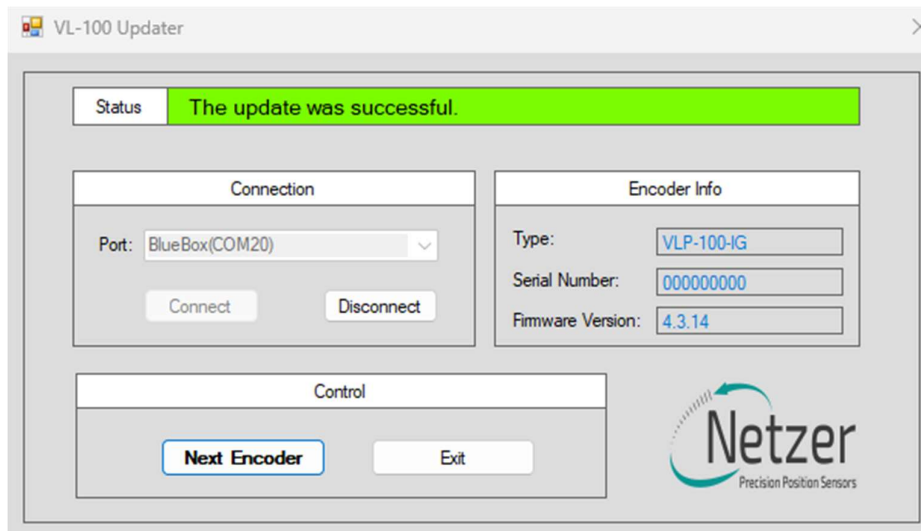 VL-100 Updater
Status
The update was successful.
Connection
Port: BlueBox(COM20)
Connect Disconnect
Encoder Info
Type: VLP-100-IG
Serial Number: 000000000
Firmware Version: 4.3.14
Control
Next Encoder Exit
Netzer
Precision Position Sensors